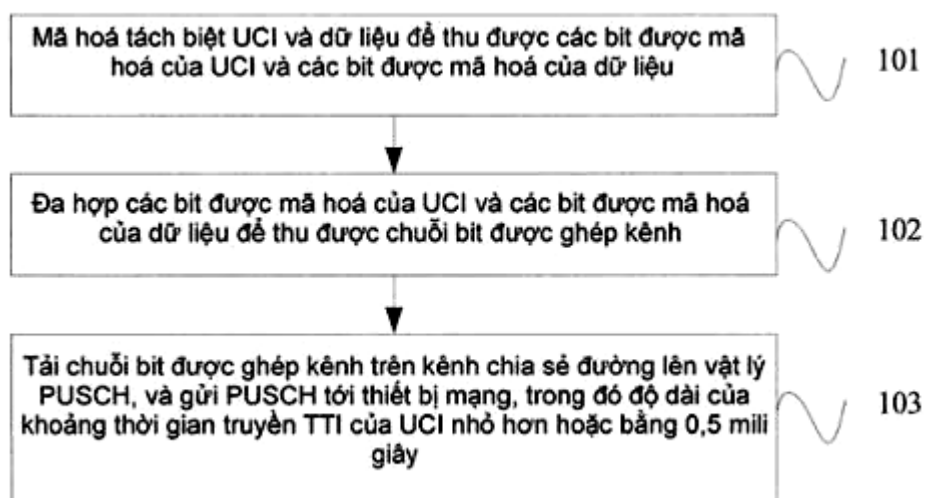 Mã hoá tách biệt UCI và dữ liệu để thu được các bit được mã
hoá của UCI và các bit được mã hoá của dữ liệu
101
Đa hợp các bit được mã hoá của UCI và các bit được mã hoá
của dữ liệu để thu được chuỗi bit được ghép kênh
102
Tải chuỗi bit được ghép kênh trên kênh chia sẻ đường lên vật lý
PUSCH, và gửi PUSCH tới thiết bị mạng, trong đó độ dài của
khoảng thời gian truyền TTI của UCI nhỏ hơn hoặc bằng 0,5 mili
giây
103